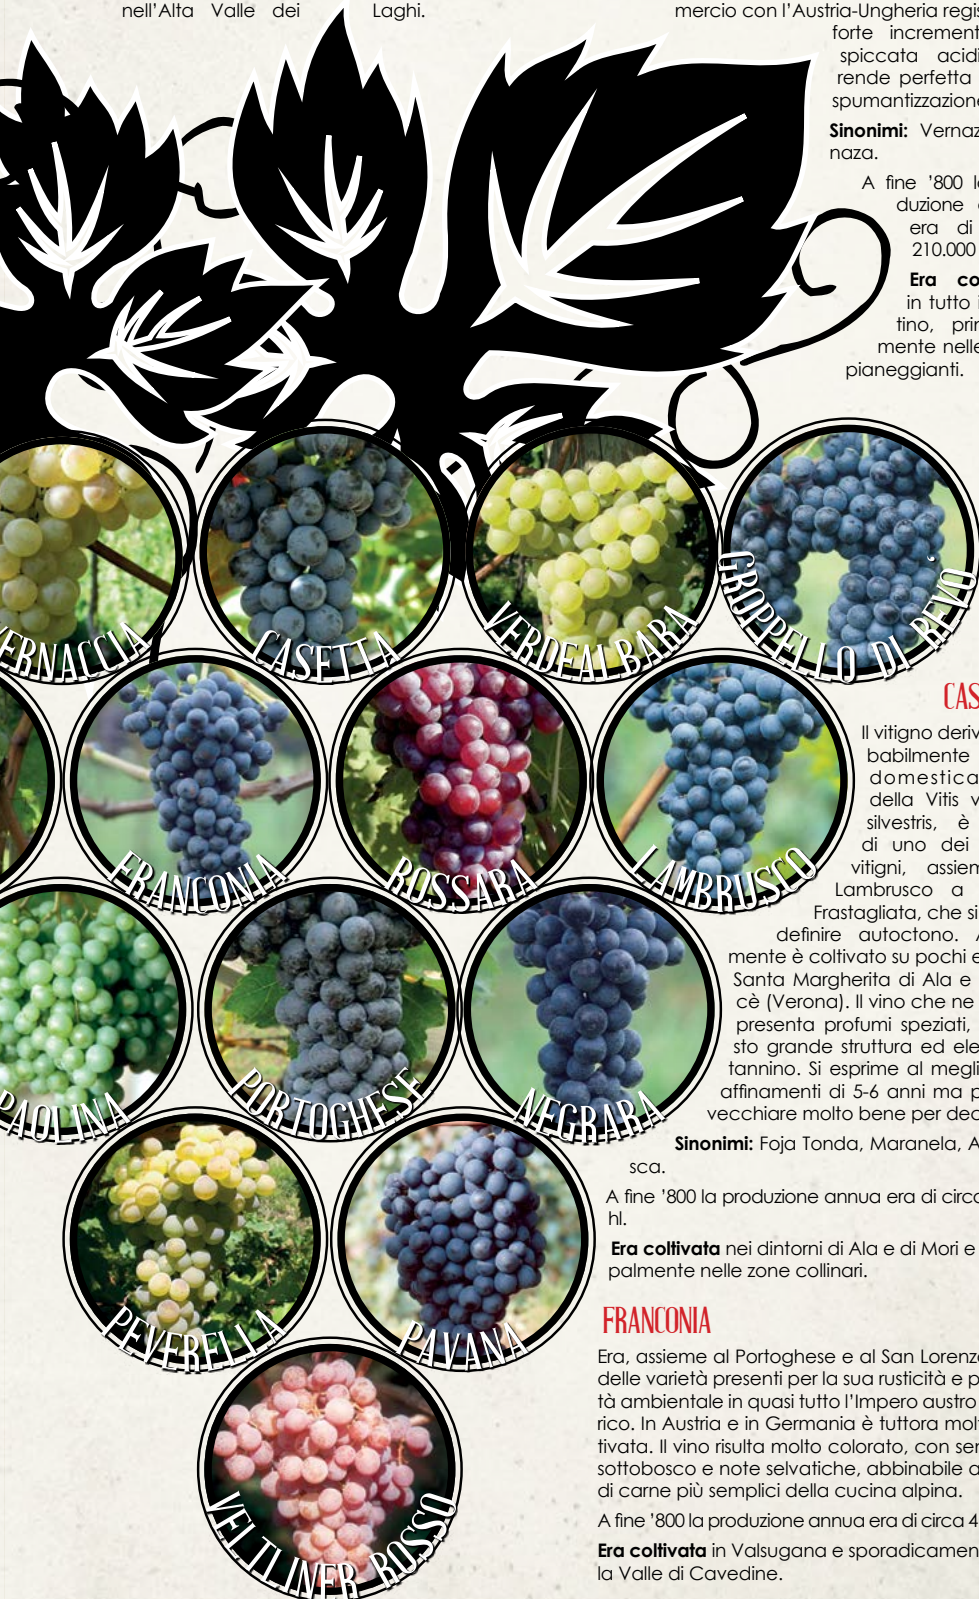 nell'Alta Valle dei Laghi.
mercio con l'Austria-Ungheria regis
forte increment
spiccata acidi
rende perfetta
spumantizzazione
Sinonimi: Vernaz
naza.
A fine '800 l
duzione
era di
210.000
Era co
in tutto i
tino, prin
mente nelle
pianeggianti.
VERNACCIA
CASETTA
VERDEALBARA
GROPPELLO DI REVO'
FRANCONIA
ROSSARA
LAMBRUSCO
PAOLINA
PORTOGHESE
NEGRARA
PEVERELLA
PAVANA
VELTLINER ROSSO
CAS
Il vitigno deriv
babilmente
domestica
della Vitis v
silvestris, è
di uno dei
vitigni, assiem
Lambrusco a
Frastagliata, che si
definire autoctono. A
mente è coltivato su pochi e
Santa Margherita di Ala e
cè (Verona). Il vino che ne
presenta profumi speziati,
sto grande struttura ed ele
tannino. Si esprime al megli
affinamenti di 5-6 anni ma p
vecchiare molto bene per dec
Sinonimi: Foja Tonda, Maranela, A
sca.
A fine '800 la produzione annua era di circa
hl.
Era coltivata nei dintorni di Ala e di Mori e
palmente nelle zone collinari.
FRANCONIA
Era, assieme al Portoghese e al San Lorenzo
delle varietà presenti per la sua rusticità e p
tà ambientale in quasi tutto l'Impero austro
rico. In Austria e in Germania è tuttora mol
tivata. Il vino risulta molto colorato, con sen
sottobosco e note selvatiche, abbinabile a
di carne più semplici della cucina alpina.
A fine '800 la produzione annua era di circa 4
Era coltivata in Valsugana e sporadicamen
la Valle di Cavedine.